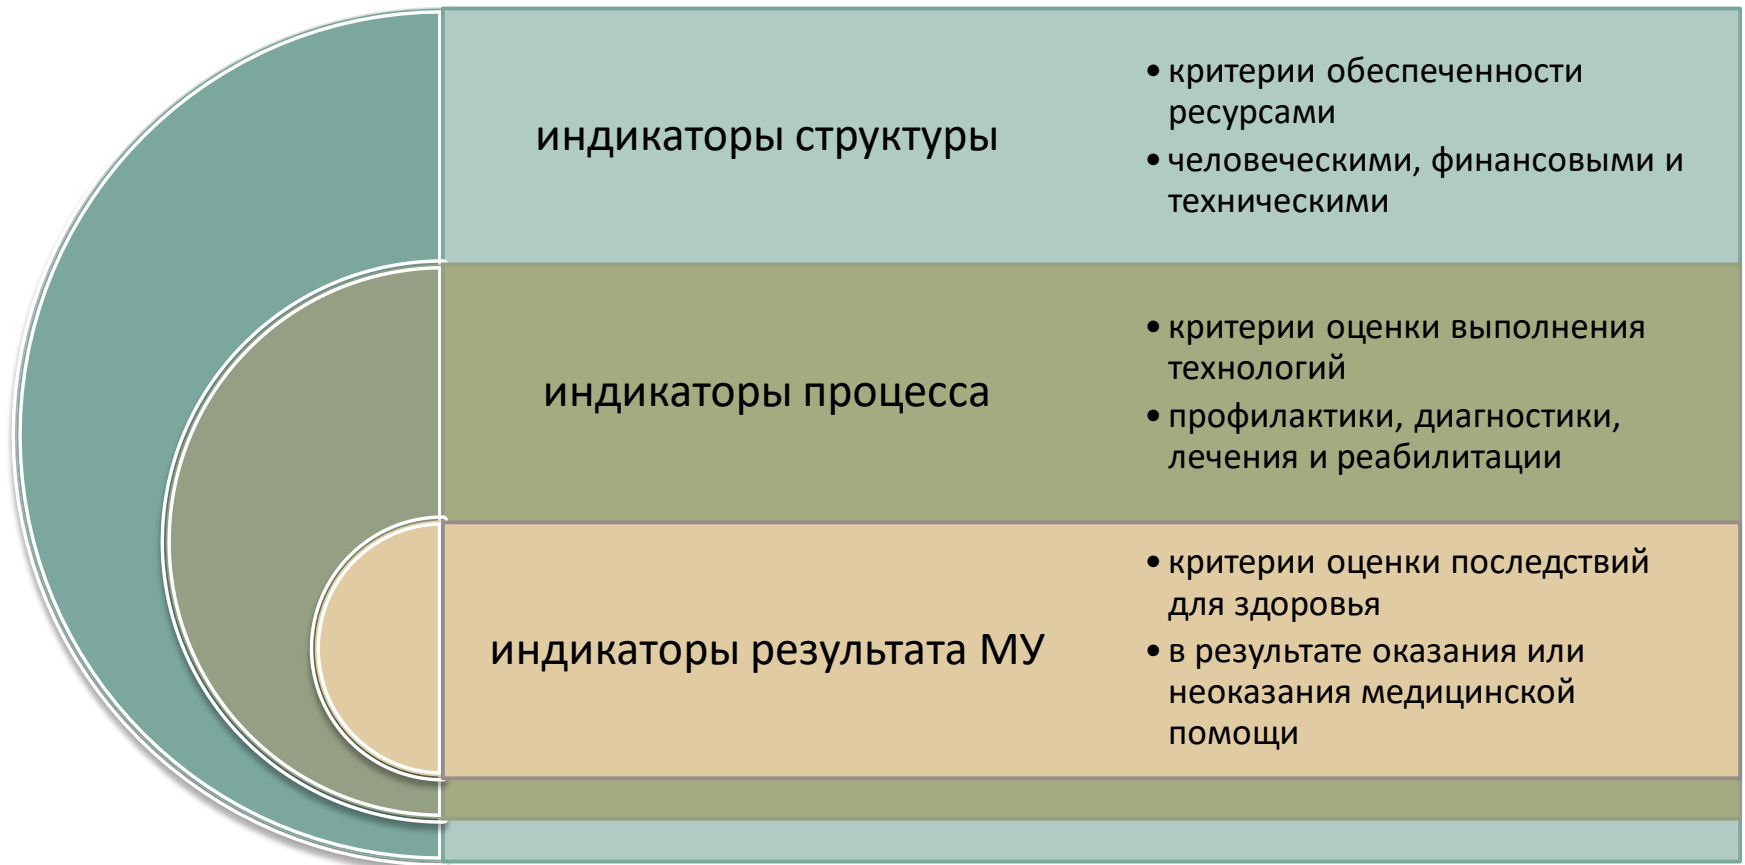 индикаторы структуры
• критерии обеспеченности
ресурсами
• человеческими, финансовыми и
техническими
индикаторы процесса
• критерии оценки выполнения
технологий
• профилактики, диагностики,
лечения и реабилитации
индикаторы результата МУ
• критерии оценки последствий
для здоровья
• в результате оказания или
неоказания медицинской
помощи